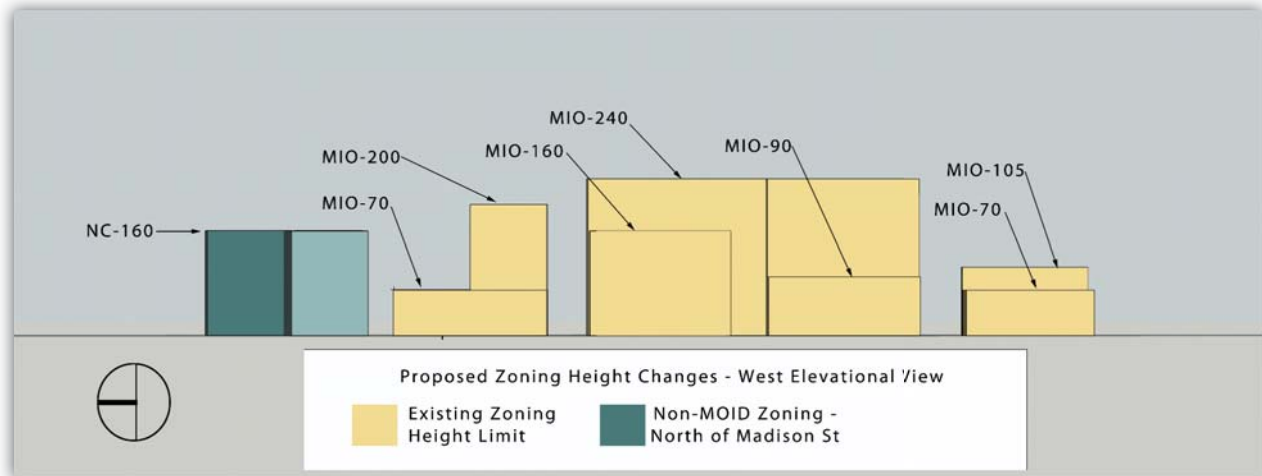 MIO-240
MIO-200
MIO-160
MIO-90
MIO-105
MIO-70
MIO-70
NC-160
Proposed Zoning Height Changes - West Elevational View
Existing Zoning
Height Limit
Non-MOID Zoning -
North of Madison St